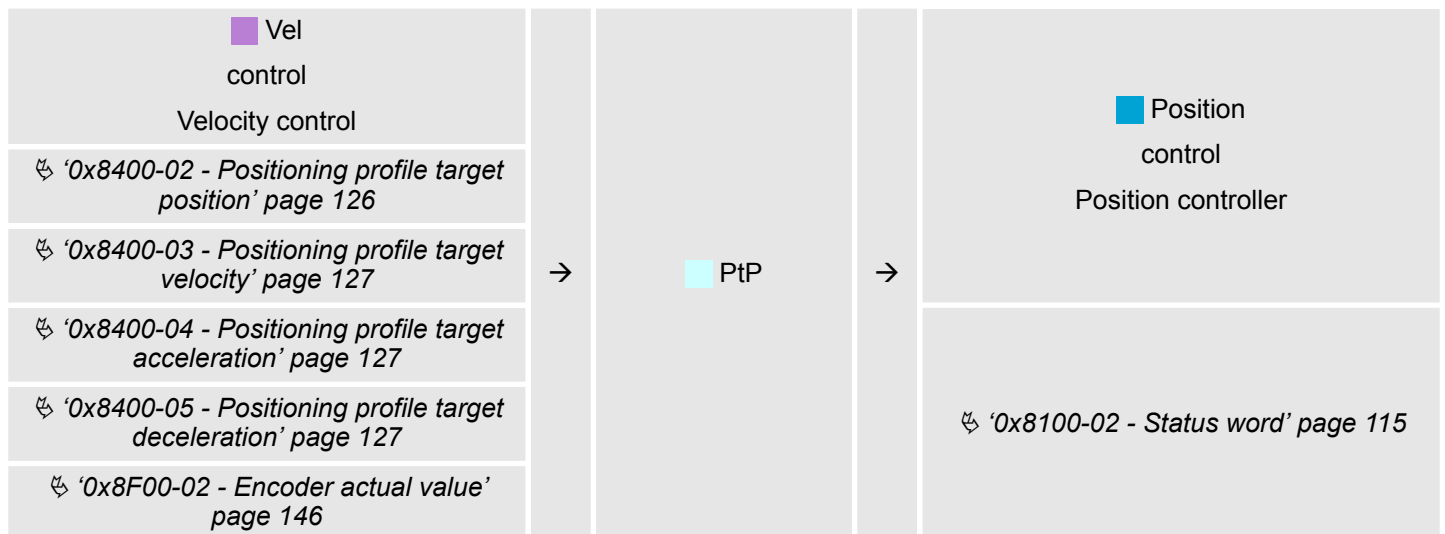 Vel
control
Velocity control
↳ ‘0x8400-02 - Positioning profile target
position’ page 126
↳ ‘0x8400-03 - Positioning profile target
velocity’ page 127
↳ ‘0x8400-04 - Positioning profile target
acceleration’ page 127
↳ ‘0x8400-05 - Positioning profile target
deceleration’ page 127
↳ ‘0x8F00-02 - Encoder actual value’
page 146
→
PtP
→
Position
control
Position controller
↳ ‘0x8100-02 - Status word’ page 115